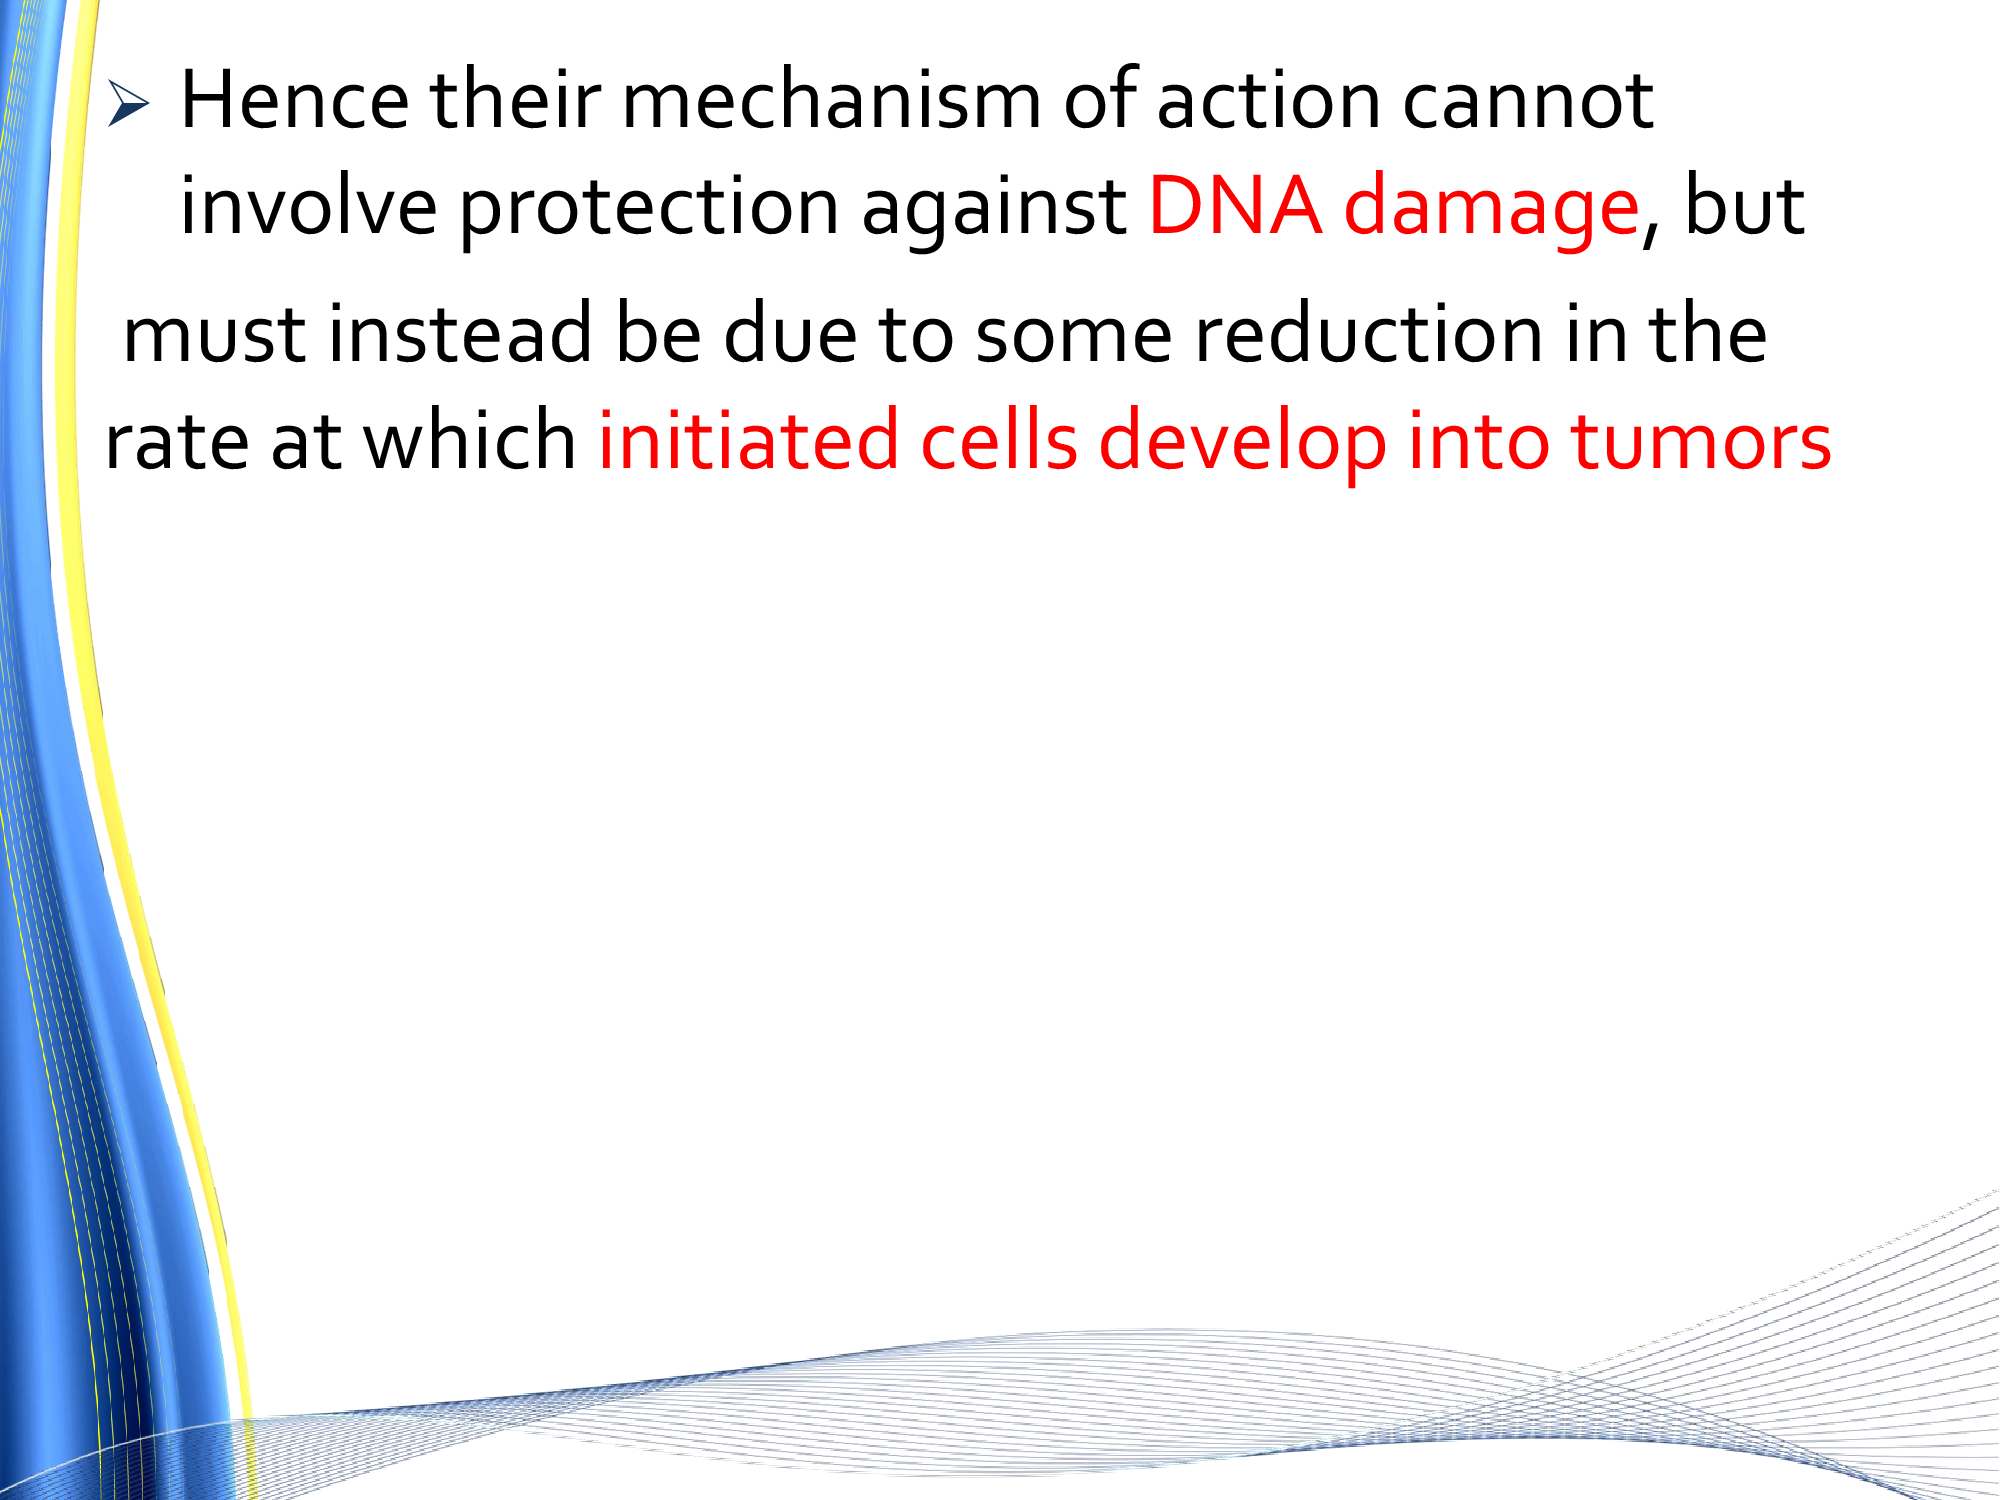 Hence their mechanism of action cannot
involve protection against DNA damage, but
must instead be due to some reduction in the
rate at which initiated cells develop into tumors